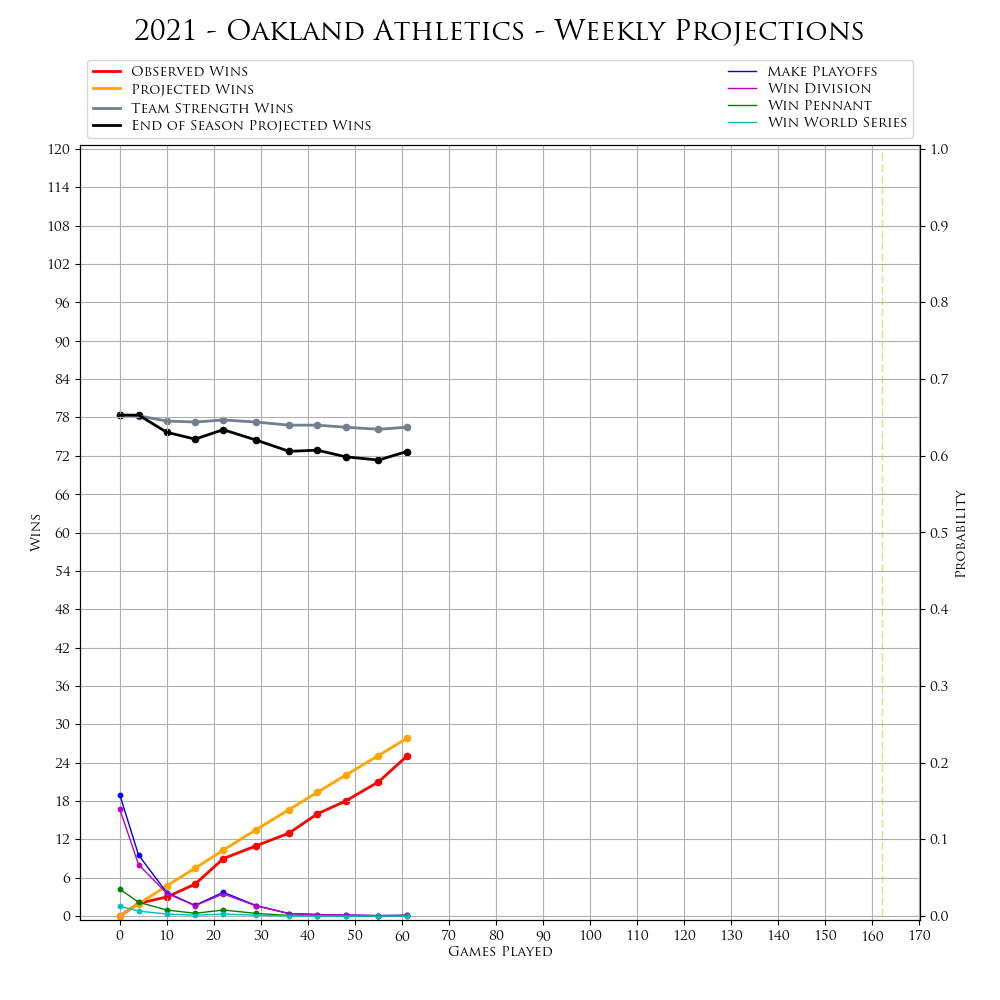 2021 - Oakland Athletics - Weekly Projections
Observed Wins
Projected Wins
Team Strength Wins
End of Season Projected Wins
Make Playoffs
Win Division
Win Pennant
Win World Series
120
114
108
102
96
90
84
78
72
66
60
54
48
42
36
30
24
18
12
6
0
Wins
1.0
0.9
0.8
0.7
0.6
0.5
0.4
0.3
0.2
0.1
0.0
Probability
0 10 20 30 40 50 60 70 80 90 100 110 120 130 140 150 160 170
Games Played